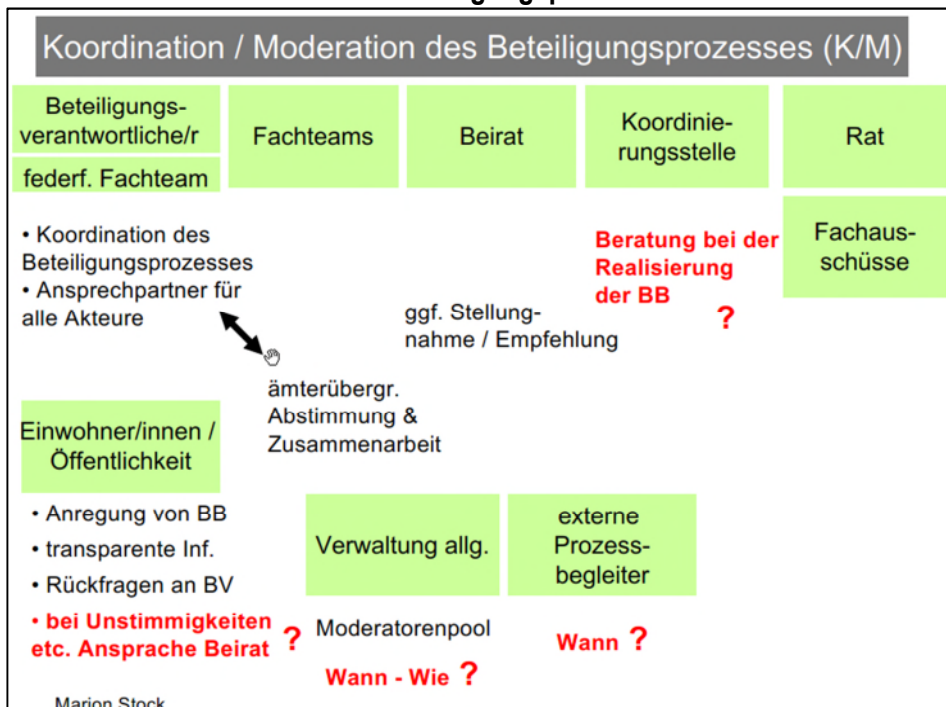 Koordination / Moderation des Beteiligungsprozesses (K/M)
Beteiligungs-
verantwortliche/r
federf. Fachteam
Fachteams
Beirat
Koordinie-
rungsstelle
Rat
Fachaus-
schüsse
• Koordination des
Beteiligungsprozesses
• Ansprechpartner für
alle Akteure
ämterübergr.
Abstimmung &
Zusammenarbeit
ggf. Stellung-
nahme / Empfehlung
Beratung bei der
Realisierung
der BB
?
Einwohner/innen /
Öffentlichkeit
• Anregung von BB
• transparente Inf.
• Rückfragen an BV
• bei Unstimmigkeiten
etc. Ansprache Beirat ?
Verwaltung allg.
Moderatorenpool
Wann - Wie ?
externe
Prozess-
begleiter
Wann ?
Marion Stock